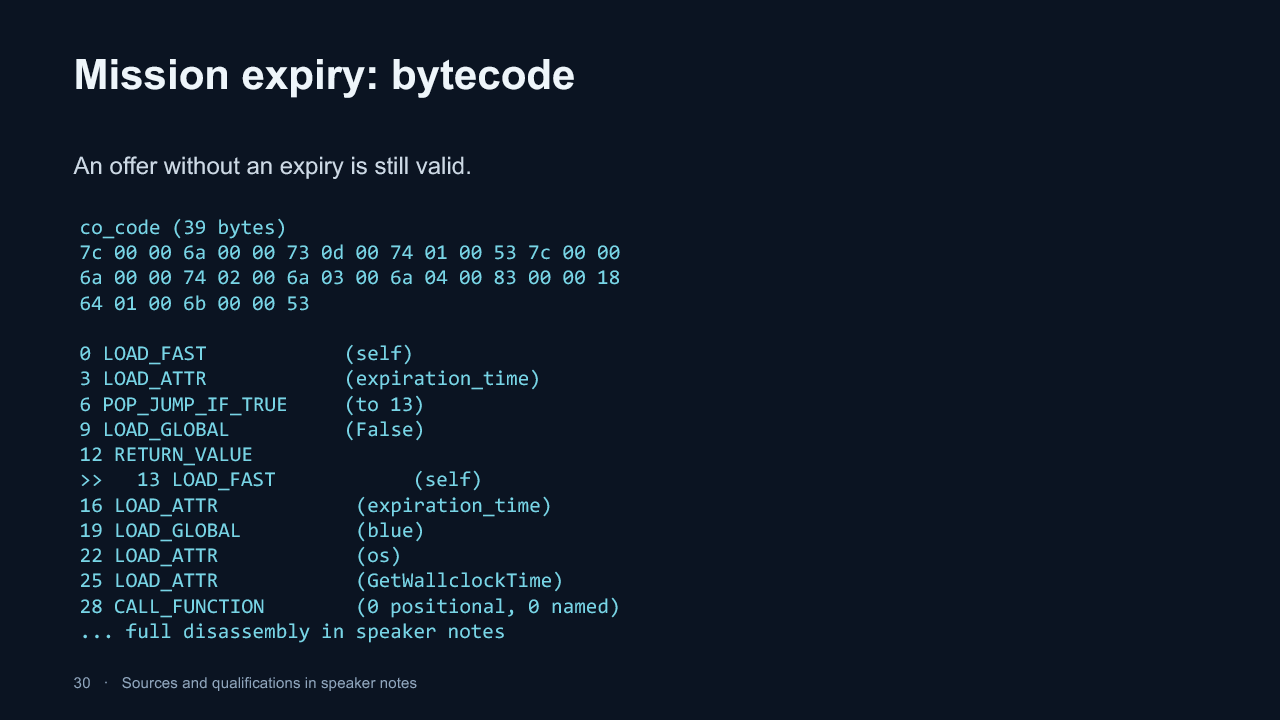 Mission expiry: bytecode
An offer without an expiry is still valid.
co_code (39 bytes)
7c 00 00 6a 00 00 73 0d 00 74 01 00 53 7c 00 00
6a 00 00 74 02 00 6a 03 00 6a 04 00 83 00 00 18
64 01 00 6b 00 00 53
0 LOAD_FAST            (self)
3 LOAD_ATTR            (expiration_time)
6 POP_JUMP_IF_TRUE     (to 13)
9 LOAD_GLOBAL          (False)
12 RETURN_VALUE
>>   13 LOAD_FAST            (self)
16 LOAD_ATTR            (expiration_time)
19 LOAD_GLOBAL          (blue)
22 LOAD_ATTR            (os)
25 LOAD_ATTR            (GetWallclockTime)
28 CALL_FUNCTION        (0 positional, 0 named)
... full disassembly in speaker notes
30 · Sources and qualifications in speaker notes